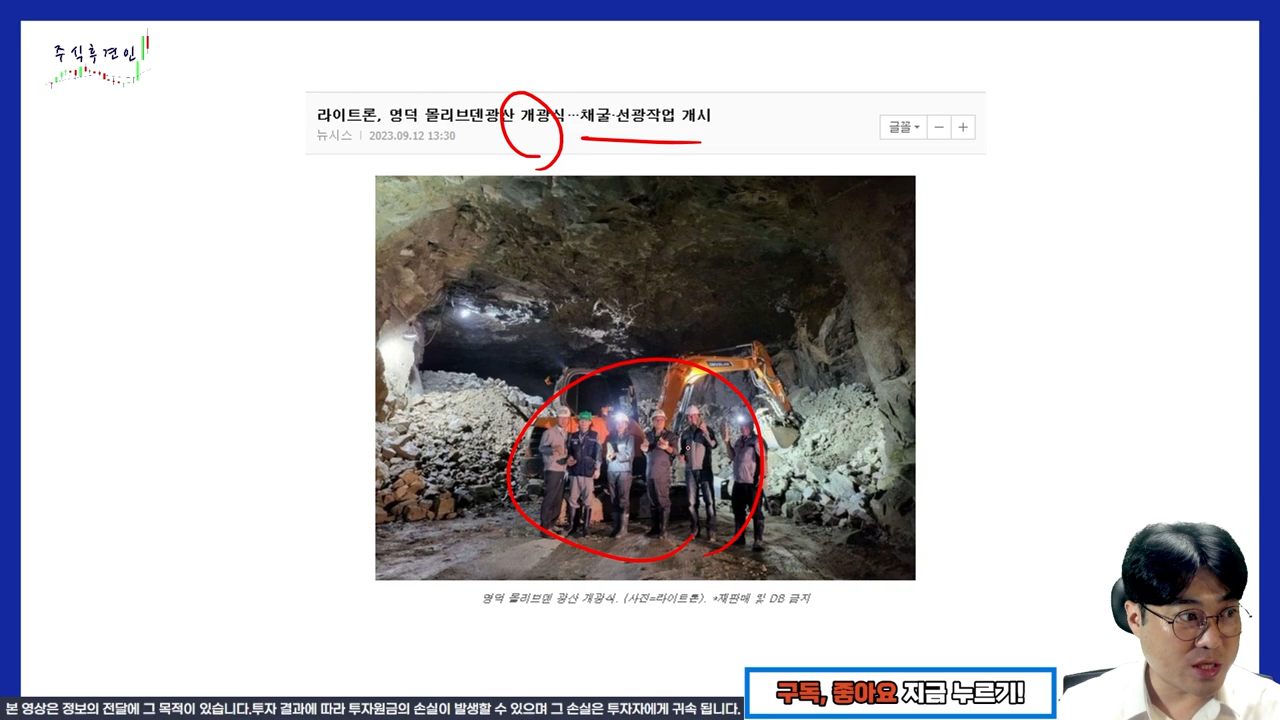 주식후견인
라이트론, 영덕 몰리브덴광산 개광식…채굴·선광작업 개시
뉴시스 | 2023.09.12 13:30
글꼴 - +
영덕 몰리브덴 광산 개광식. (사진=라이트론). *재판매 및 DB 금지
구독, 좋아요 지금 누르기!
본 영상은 정보의 전달에 그 목적이 있습니다.투자 결과에 따라 투자원금의 손실이 발생할 수 있으며 그 손실은 투자자에게 귀속 됩니다.